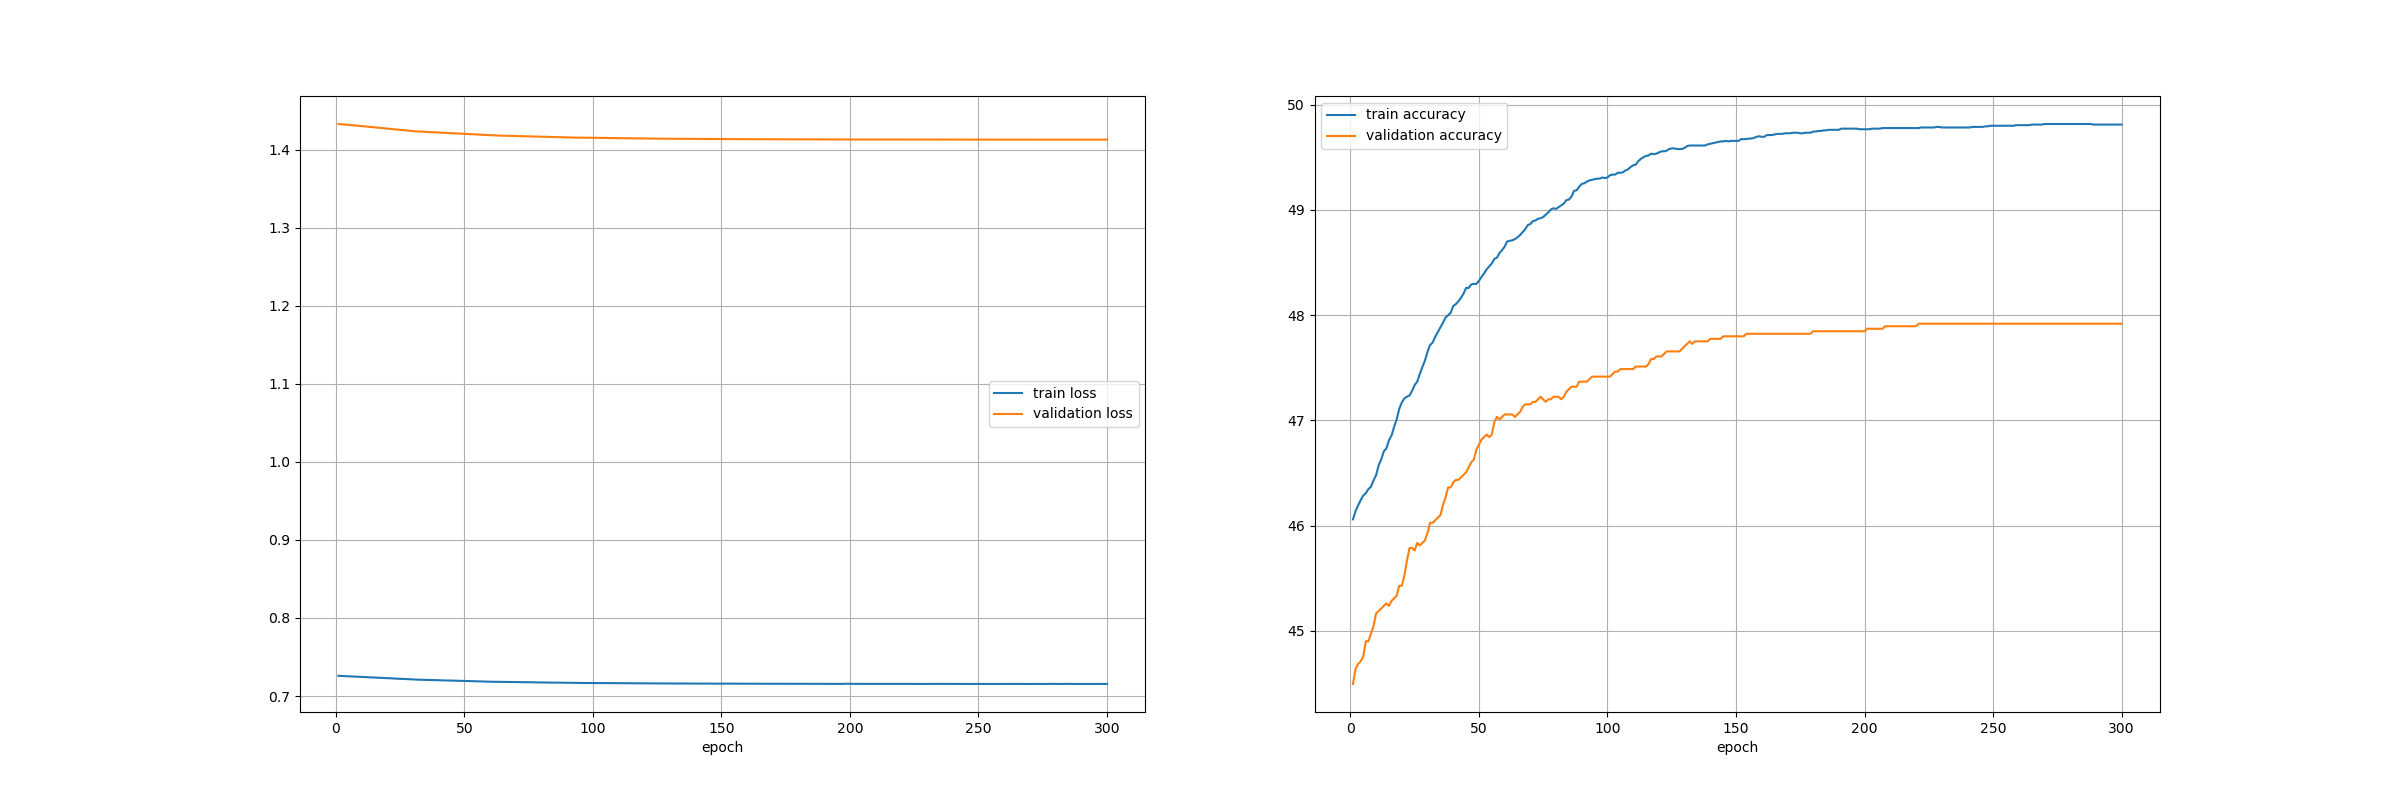 1.4
1.3
1.2
1.1
1.0
0.9
0.8
0.7
0 50 100 150 200 250 300
epoch
train loss
validation loss
50
49
48
47
46
45
0 50 100 150 200 250 300
epoch
train accuracy
validation accuracy